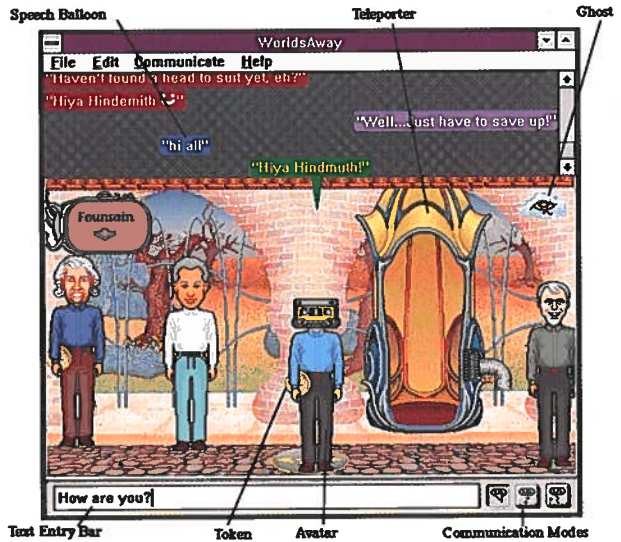 Speech Balloon
Teleporter
Ghost
WorldsAway
File Edit Communicate Help
"Haven't found a head to suit yet, eh?"
"Hiya Hindemith
"Well...Just have to save up!"
"hi all"
"Hiya Hindmuth!"
Founsain
How are you?
Text Entry Bar
Token
Avatar
Communication Modes